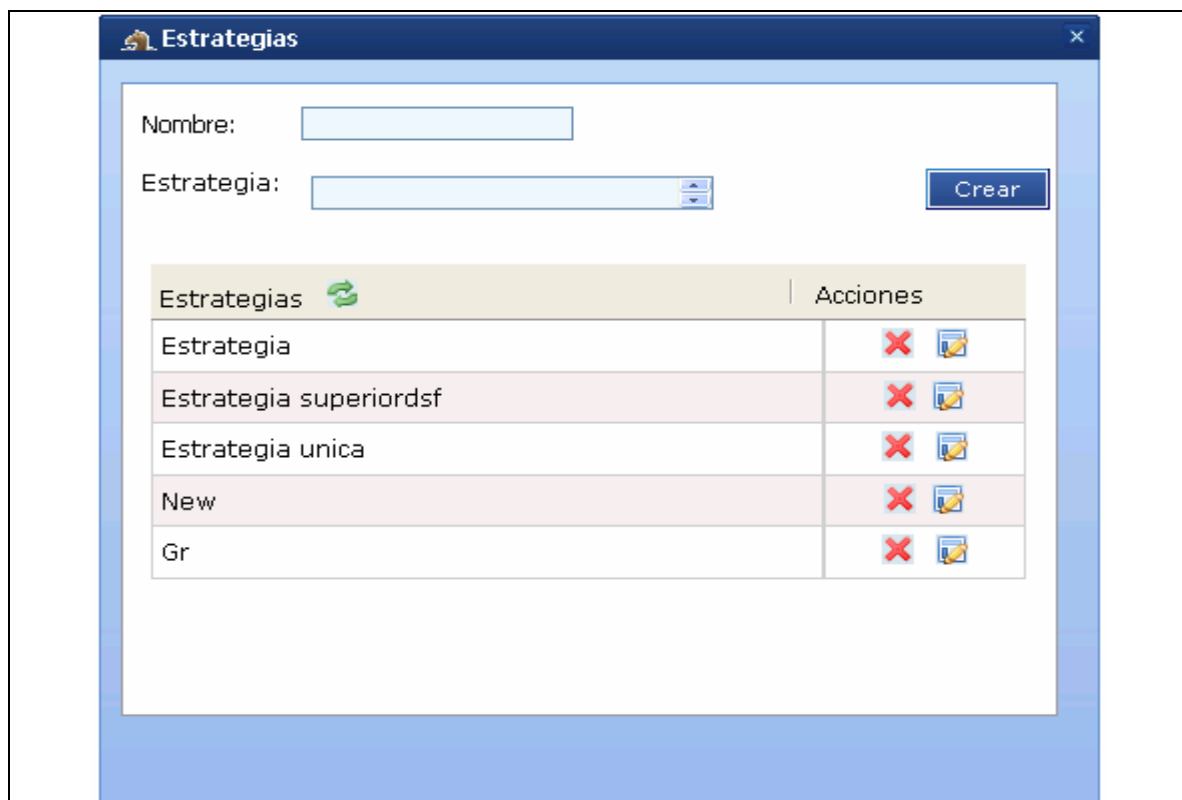 Estrategias
Nombre:
Estrategia:
Crear
Estrategias Acciones
Estrategia
Estrategia superiordsf
Estrategia unica
New
Gr